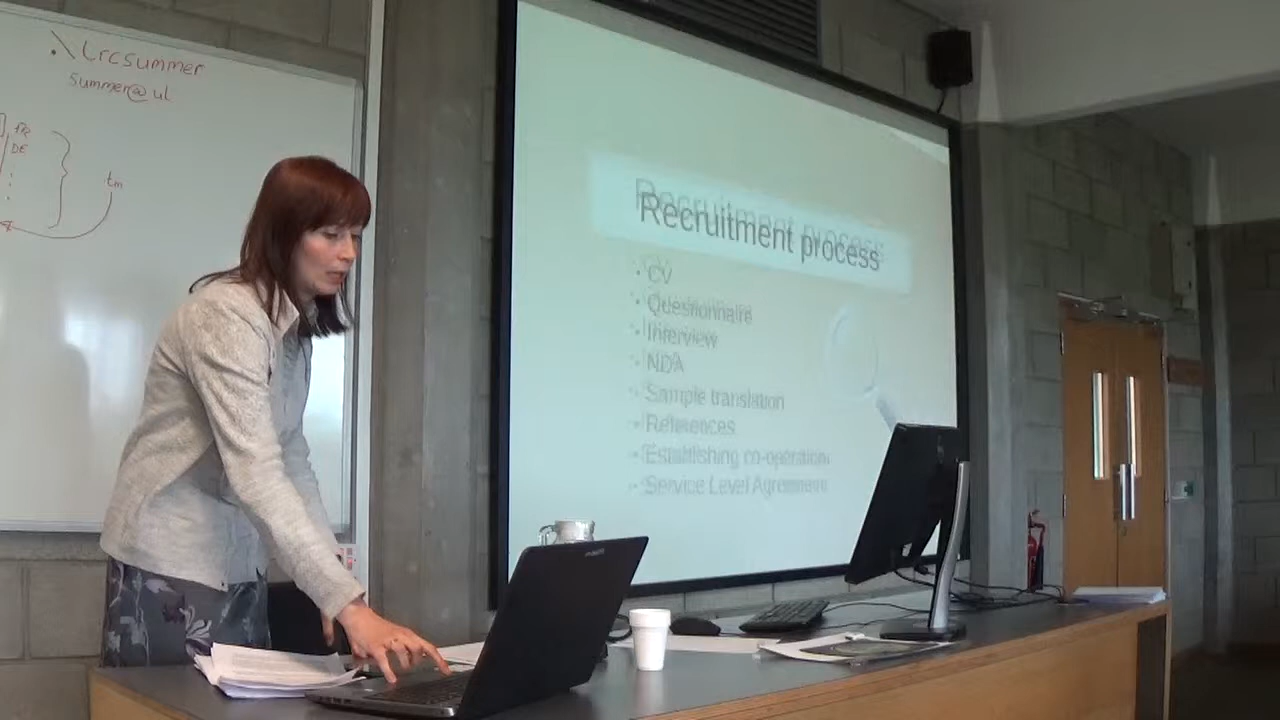 .\lrcsummer
summer@ul
DE
tm
Recruitment process
• CV
• Questionnaire
• Interview
• NDA
• Sample translation
• References
• Establishing co-operation
• Service Level Agreement